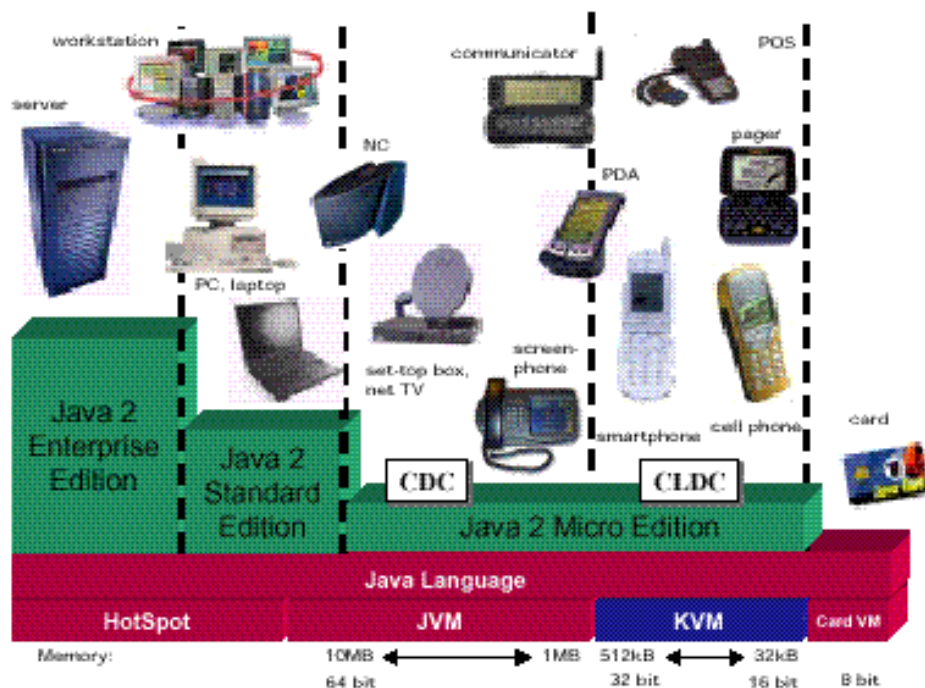 workstation
communicator
POS
server
NC
pager
PDA
PC, laptop
screen-
phone
set-top box,
net TV
smartphone
cell phone
card
Java 2
Enterprise
Edition
Java 2
Standard
Edition
CDC
CLDC
Java 2 Micro Edition
Java Language
HotSpot
JVM
KVM
Card VM
Memory:
10MB
1MB
512kB
32kB
64 bit
32 bit
16 bit
8 bit